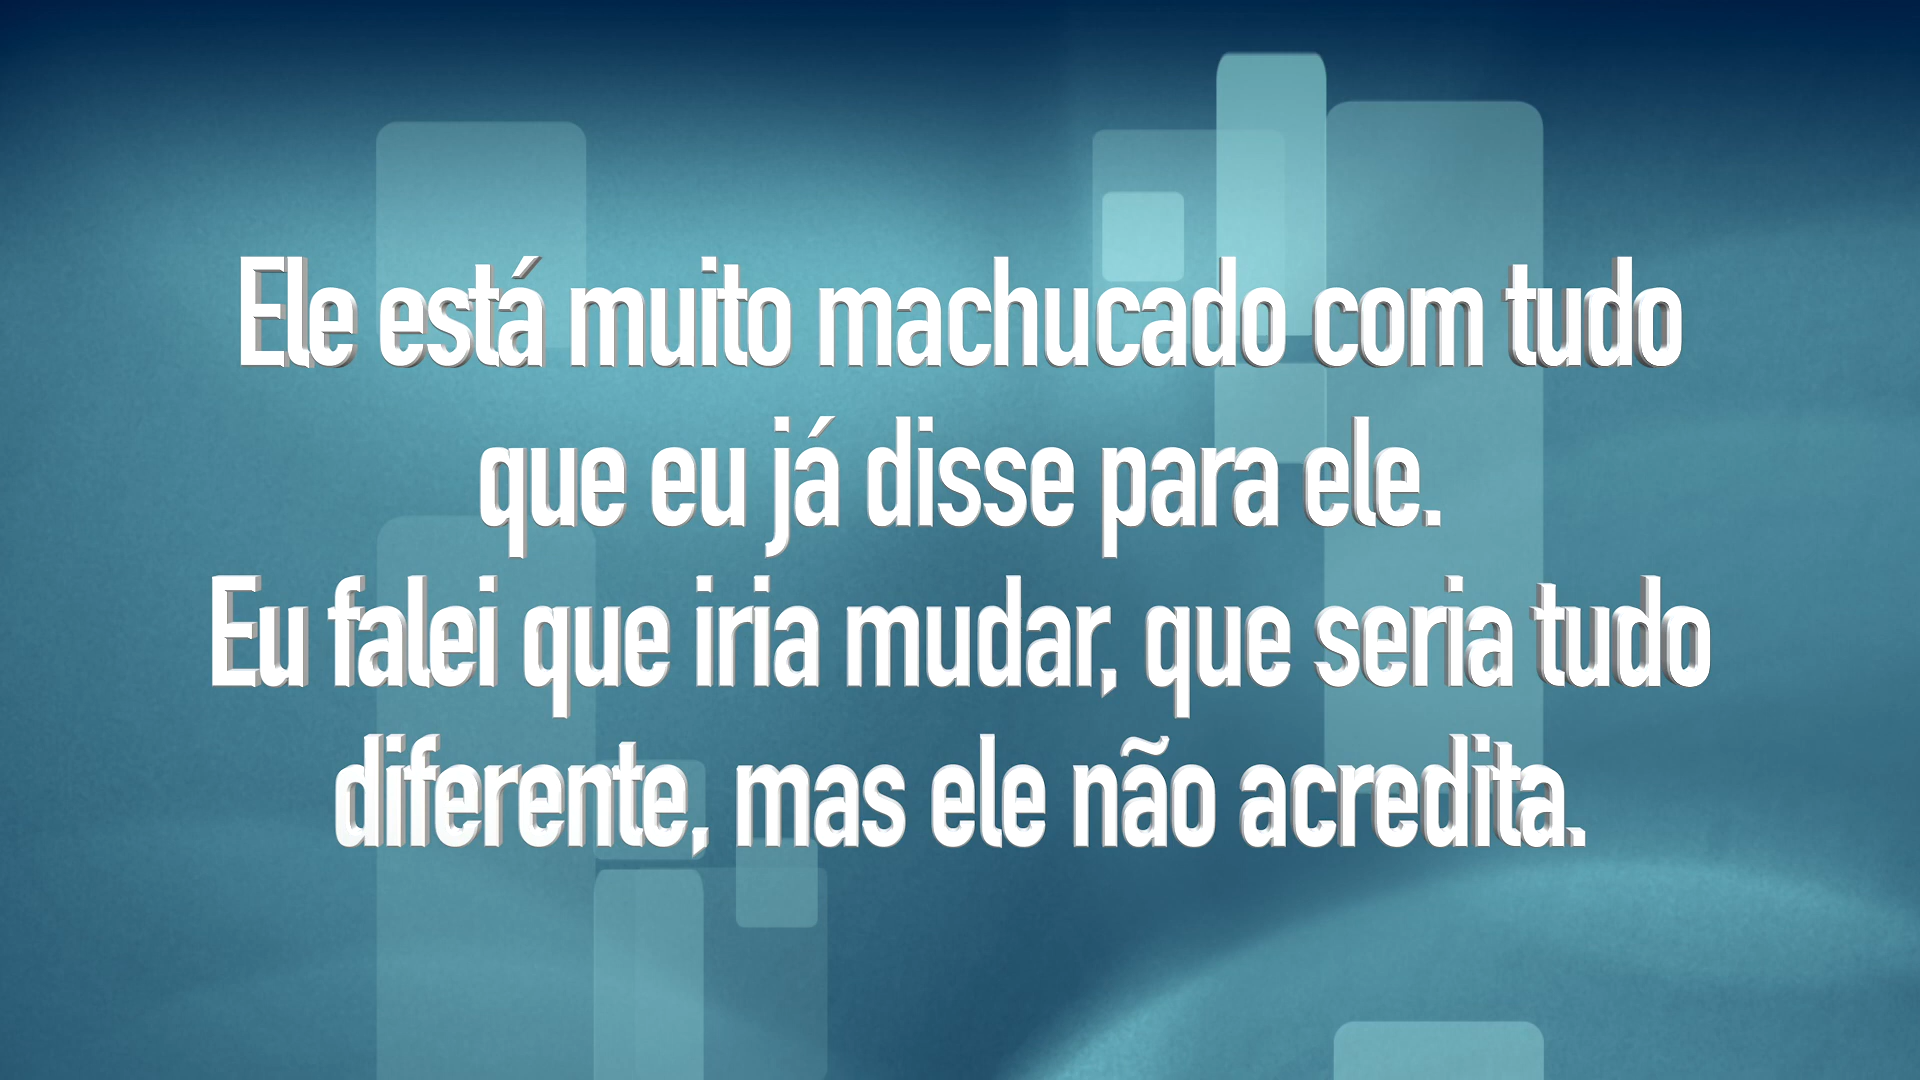 Ele está muito machucado com tudo
que eu já disse para ele.
Eu falei que iria mudar, que seria tudo
diferente, mas ele não acredita.